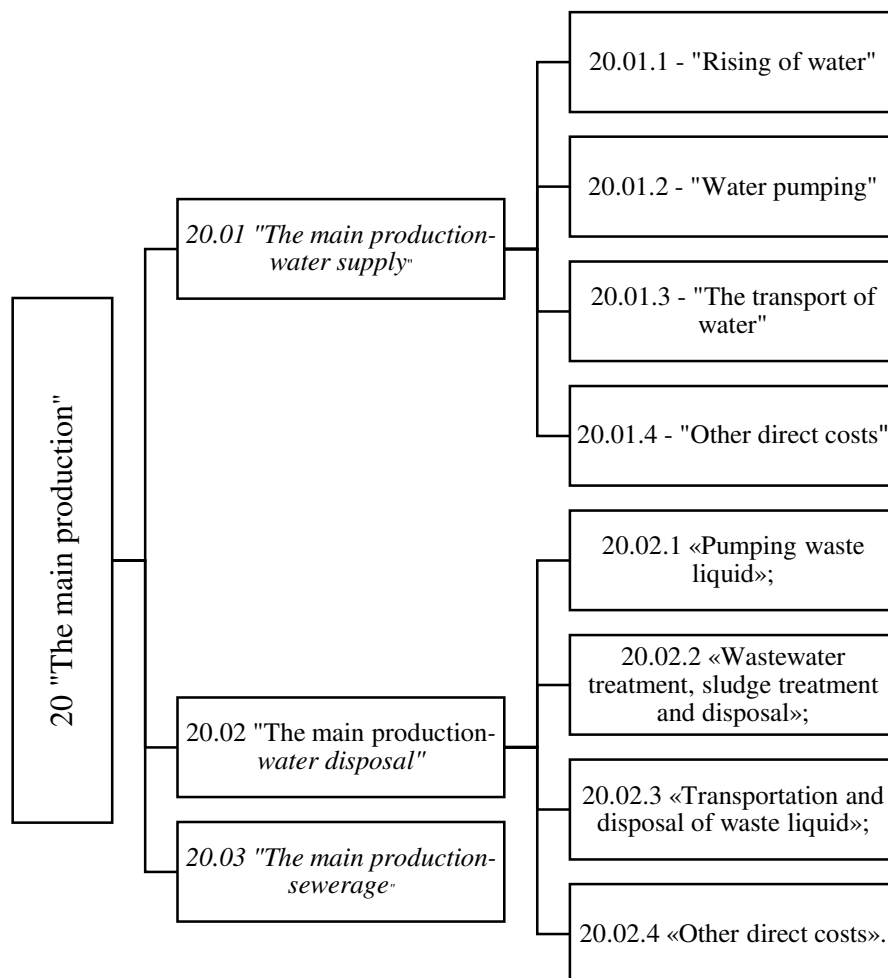 20 "The main production"
20.01 "The main production-
water supply"
20.01.1 - "Rising of water"
20.01.2 - "Water pumping"
20.01.3 - "The transport of
water"
20.01.4 - "Other direct costs"
20.02 "The main production-
water disposal"
20.02.1 «Pumping waste
liquid»;
20.02.2 «Wastewater
treatment, sludge treatment
and disposal»;
20.02.3 «Transportation and
disposal of waste liquid»;
20.02.4 «Other direct costs».
20.03 "The main production-
sewerage"